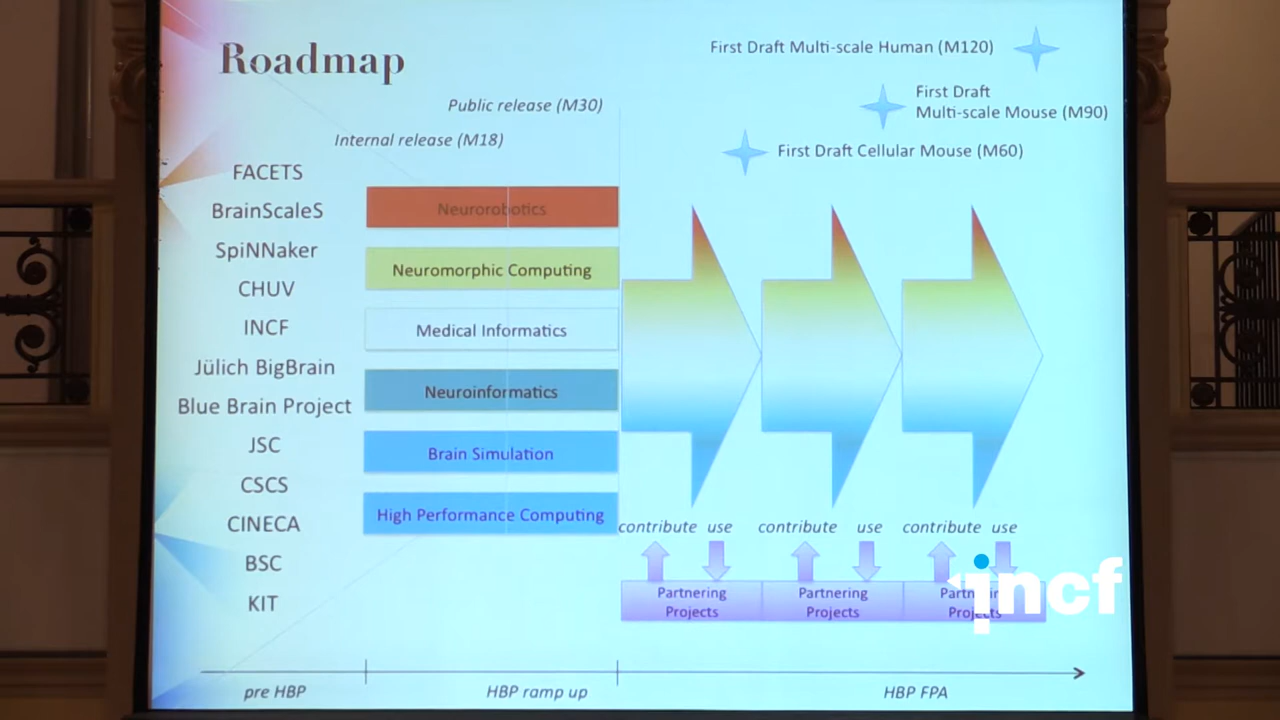 Roadmap
First Draft Multi-scale Human (M120)
First Draft
Multi-scale Mouse (M90)
First Draft Cellular Mouse (M60)
Public release (M30)
Internal release (M18)
FACETS
BrainScaleS
SpiNNaker
CHUV
INCF
Jülich BigBrain
Blue Brain Project
JSC
CSCS
CINECA
BSC
KIT
Neurorobotics
Neuromorphic Computing
Medical Informatics
Neuroinformatics
Brain Simulation
High Performance Computing
contribute use
contribute use
contribute use
Partnering
Projects
Partnering
Projects
Partnering
Projects
incf
pre HBP
HBP ramp up
HBP FPA